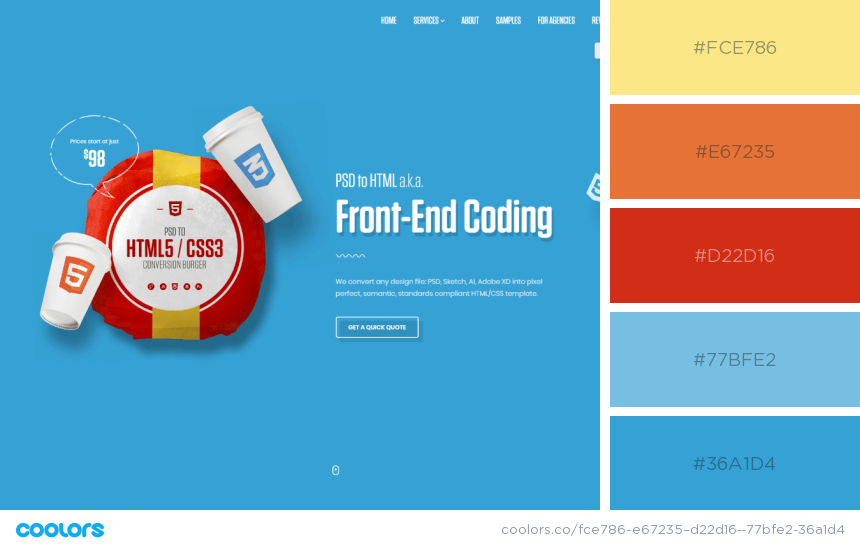 HOME SERVICES ABOUT SAMPLES FOR AGENCIES
Prices start at just
$98
5
PSD TO
HTML5 / CSS3
CONVERSION BURGER
5
PSD to HTML a.k.a.
Front-End Coding
We convert any design file: PSD, Sketch, AI, Adobe XD into pixel
perfect, semantic, standards compliant HTML/CSS template.
GET A QUICK QUOTE
#FCE786
#E67235
#D22D16
#77BFE2
#36A1D4
coolors
coolors.co/fce786-e67235-d22d16--77bfe2-36a1d4